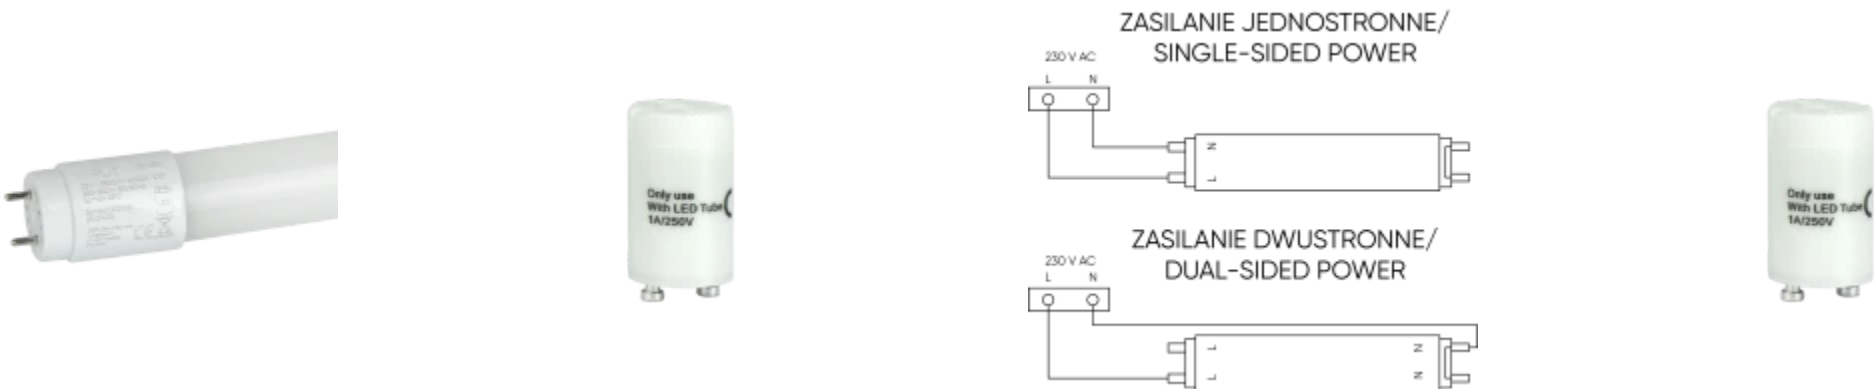 Only use
With LED Tube
1A/250V
ZASILANIE JEDNOSTRONNE/
SINGLE-SIDED POWER
230 V AC
L N
N
L
ZASILANIE DWUSTRONNE/
DUAL-SIDED POWER
230 V AC
L N
L N
L N
Only use
With LED Tube
1A/250V